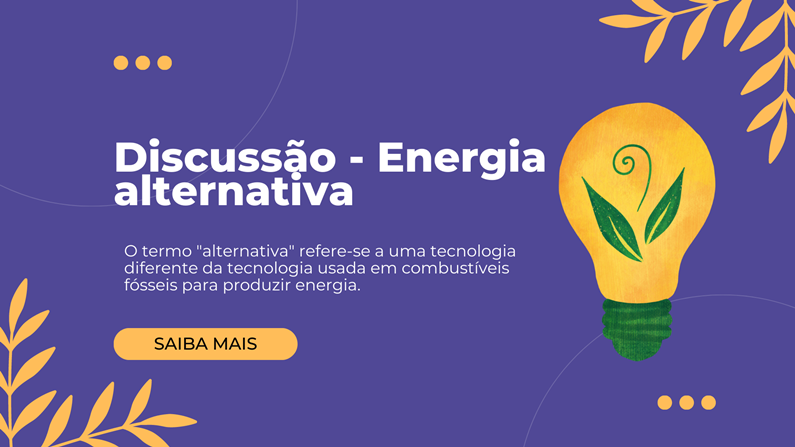 Discussão - Energia
alternativa
O termo "alternativa" refere-se a uma tecnologia
diferente da tecnologia usada em combustíveis
fósseis para produzir energia.
SAIBA MAIS